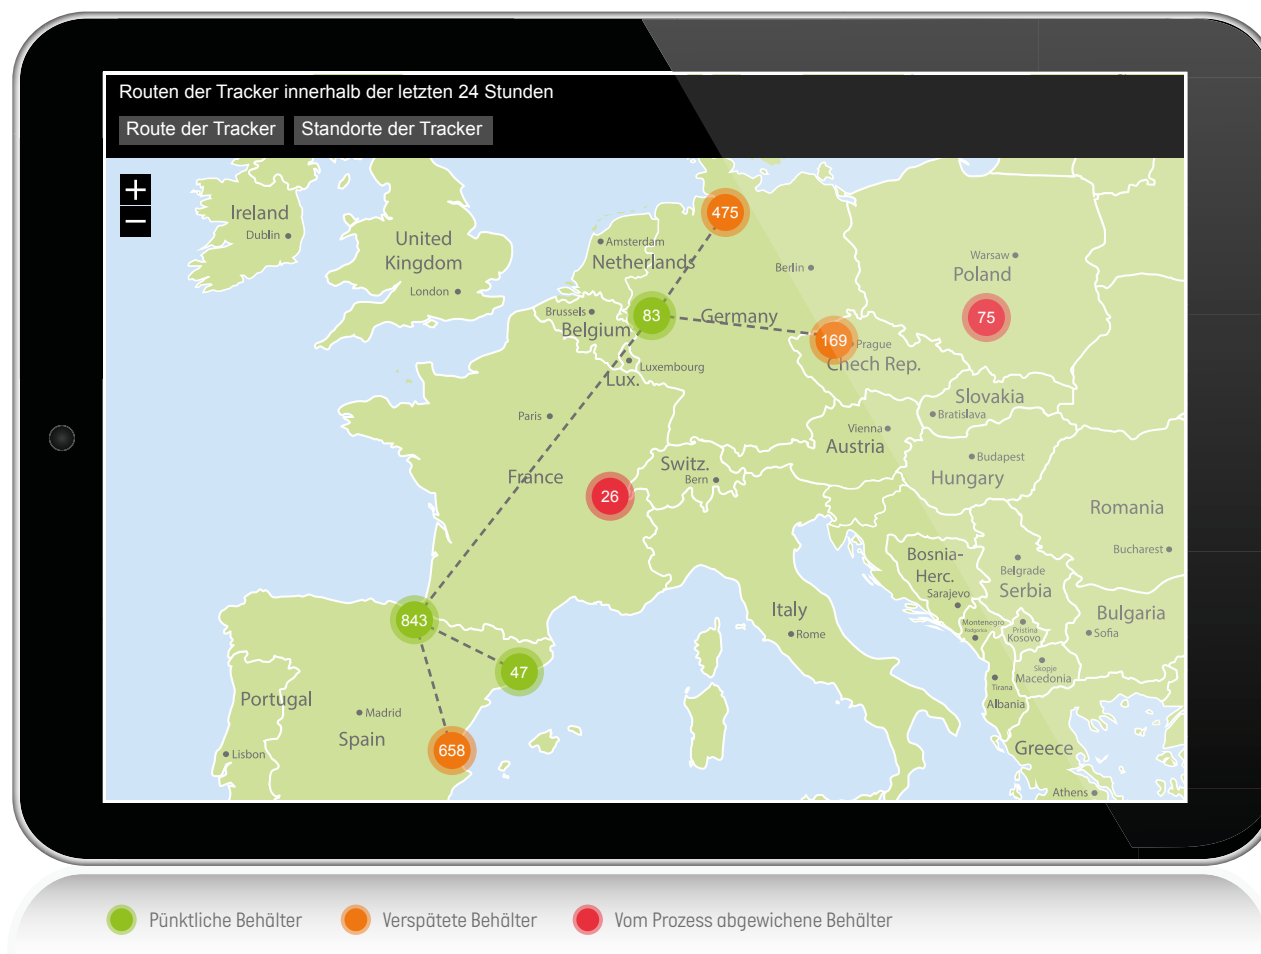 Routen der Tracker innerhalb der letzten 24 Stunden
Route der Tracker
Standorte der Tracker
+
−
Ireland
Dublin
United
Kingdom
London
Amsterdam
Netherlands
475
Berlin
Warsaw
Poland
Brussels
Belgium
83
Germany
75
169
Prague
Chech Rep.
Luxembourg
Lux.
Slovakia
Bratislava
Paris
Vienna
Austria
Budapest
Hungary
France
26
Switz.
Bern
Romania
Bucharest
Bosnia-
Herc.
Sarajevo
Belgrade
Serbia
843
Italy
Rome
Montenegro
Podgorica
Pristina
Kosovo
Bulgaria
Sofia
47
Skopje
Macedonia
Tirana
Albania
Portugal
Lisbon
Madrid
Spain
658
Greece
Athens
Pünktliche Behälter
Verspätete Behälter
Vom Prozess abgewichene Behälter